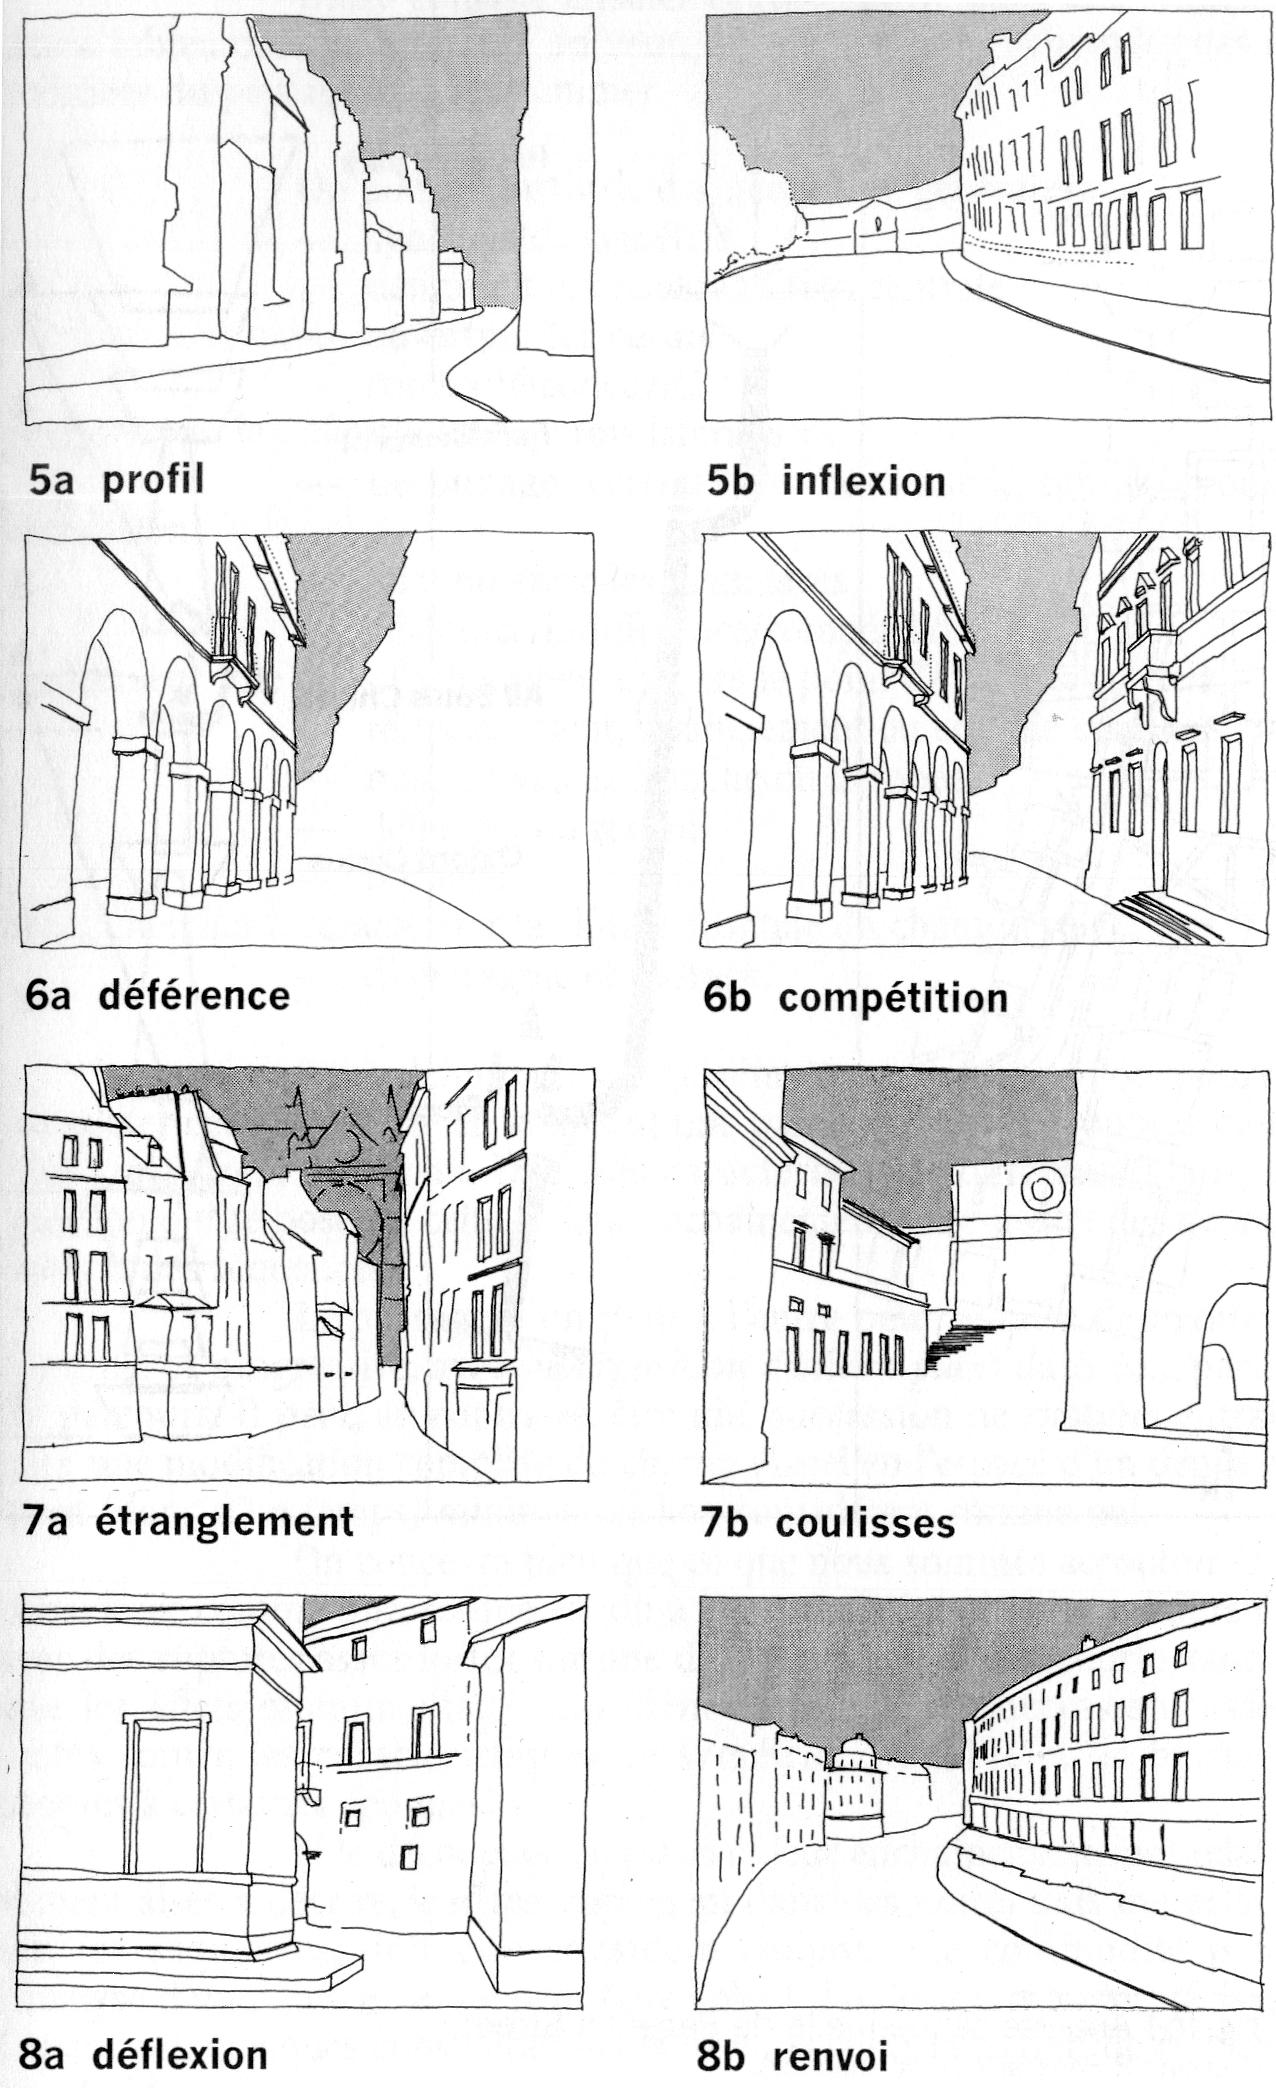 5a profil
5b inflexion
6a déférence
6b compétition
7a étranglement
7b coulisses
8a déflexion
8b renvoi